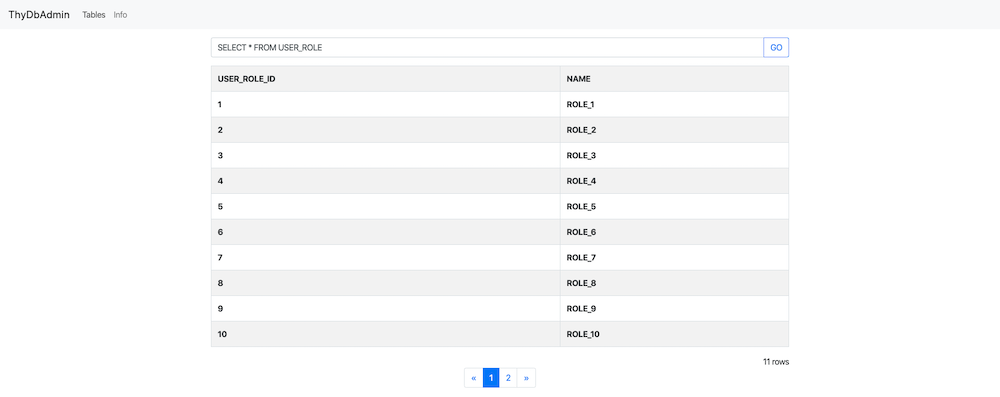 ThyDbAdmin Tables Info
SELECT * FROM USER_ROLE GO
USER_ROLE_ID NAME
1 ROLE_1
2 ROLE_2
3 ROLE_3
4 ROLE_4
5 ROLE_5
6 ROLE_6
7 ROLE_7
8 ROLE_8
9 ROLE_9
10 ROLE_10
11 rows
« 1 2 »